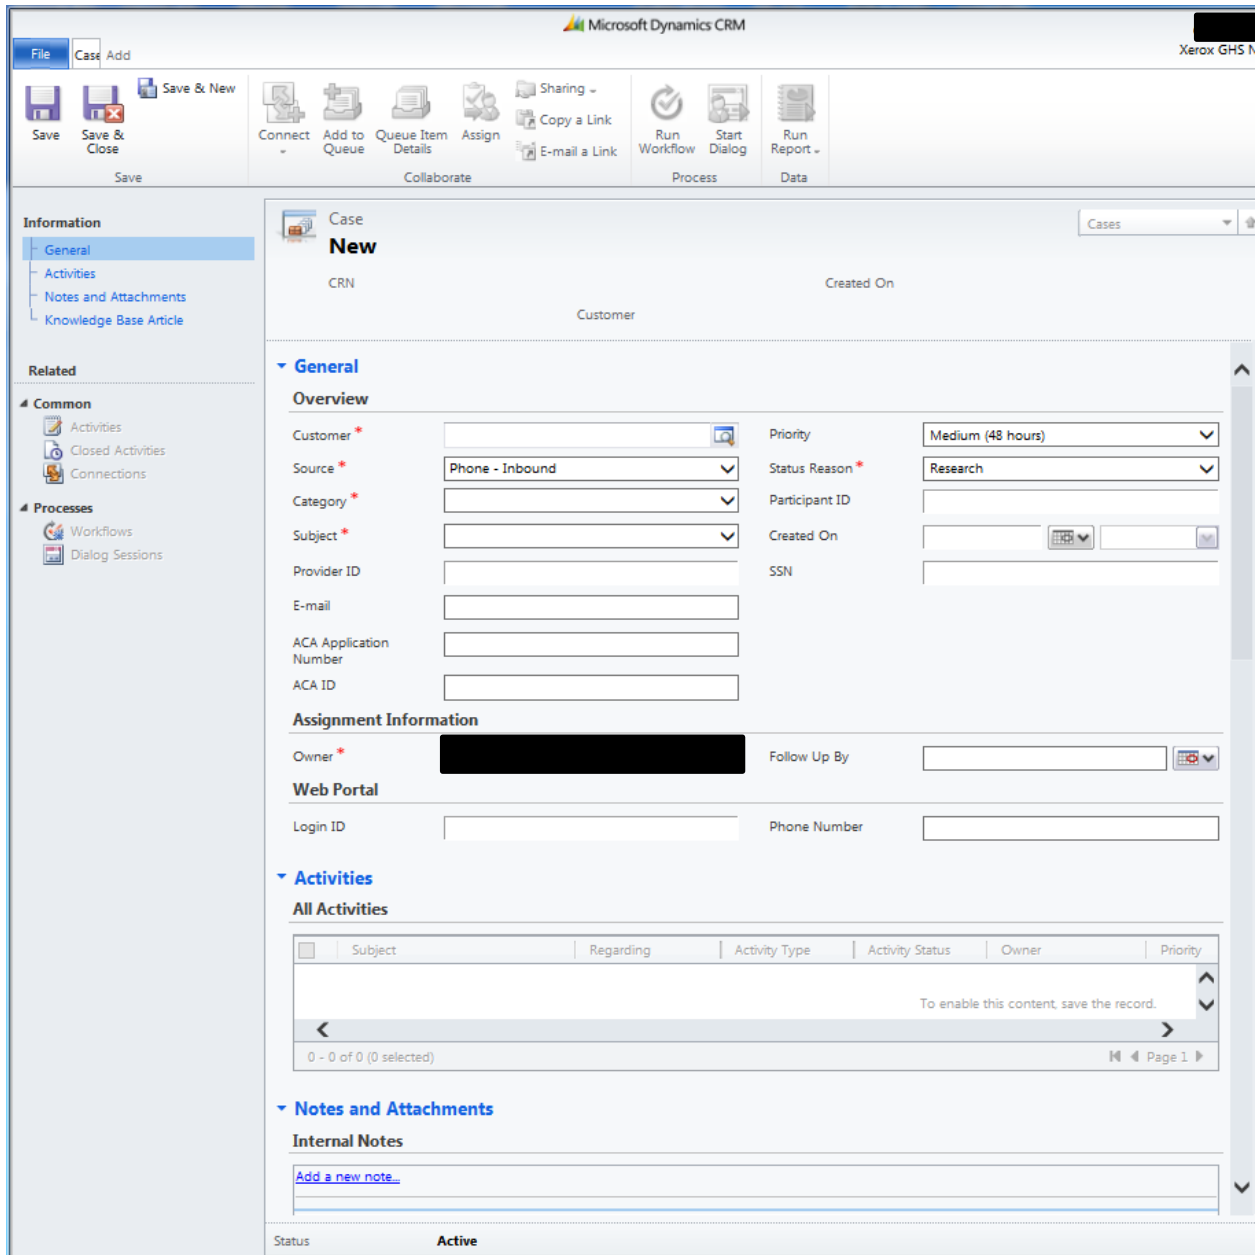 Microsoft Dynamics CRM
Xerox GHS N
File Case Add
Save
Save & Close
Save & New
Connect
Add to Queue
Queue Item Details
Assign
Sharing
Copy a Link
E-mail a Link
Run Workflow
Start Dialog
Run Report
Save
Collaborate
Process
Data
Information
General
Activities
Notes and Attachments
Knowledge Base Article
Related
Common
Activities
Closed Activities
Connections
Processes
Workflows
Dialog Sessions
Case
New
Cases
CRN
Created On
Customer
General
Overview
Customer *
Priority Medium (48 hours)
Source * Phone - Inbound
Status Reason * Research
Category *
Participant ID
Subject *
Created On
Provider ID
SSN
E-mail
ACA Application
Number
ACA ID
Assignment Information
Owner *
Follow Up By
Web Portal
Login ID
Phone Number
Activities
All Activities
Subject Regarding Activity Type Activity Status Owner Priority
To enable this content, save the record.
0 - 0 of 0 (0 selected)
Page 1
Notes and Attachments
Internal Notes
Add a new note...
Status Active